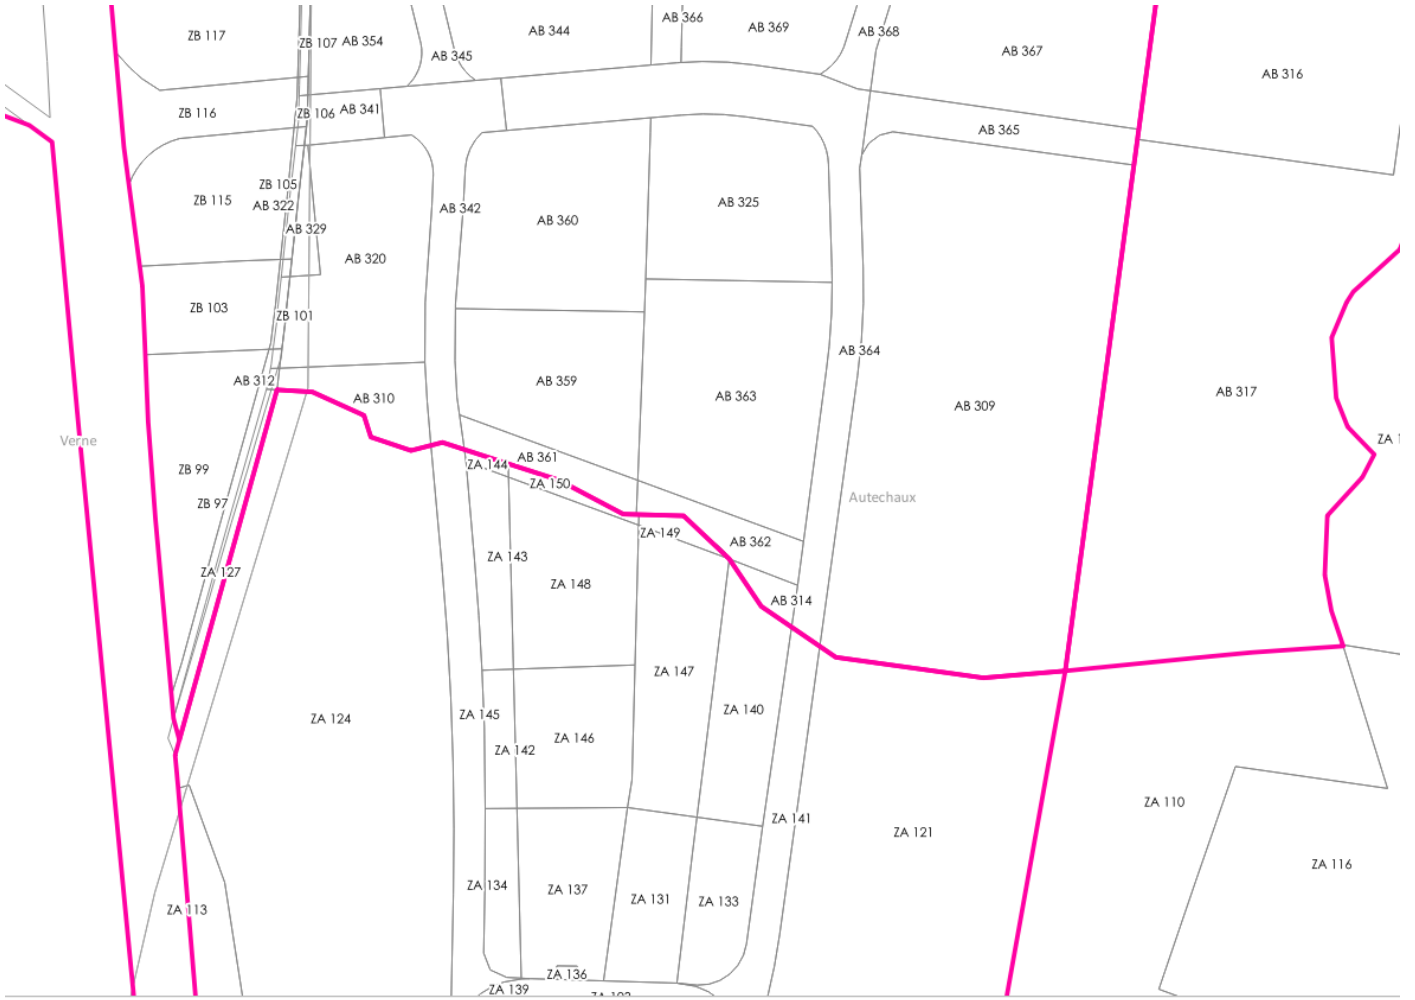 AB 366
AB 369
AB 344
AB 368
ZB 117
ZB 107
AB 354
AB 367
AB 345
AB 316
AB 341
ZB 116
ZB 106
AB 365
ZB 105
ZB 115
AB 322
AB 325
AB 342
AB 360
AB 329
AB 320
ZB 103
ZB 101
AB 364
AB 312
AB 359
AB 317
AB 310
AB 363
AB 309
Verne
ZA 1
AB 361
ZA 144
ZB 99
ZA 150
Autechaux
ZB 97
ZA 149
AB 362
ZA 143
ZA 127
ZA 148
AB 314
ZA 147
ZA 140
ZA 145
ZA 124
ZA 146
ZA 142
ZA 110
ZA 141
ZA 121
ZA 116
ZA 134
ZA 137
ZA 131
ZA 133
ZA 113
ZA 136
ZA 139